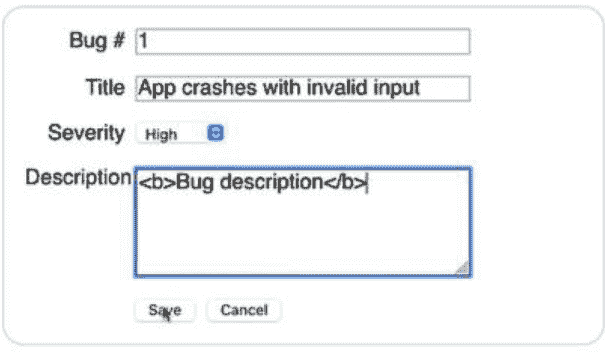 Bug # 1
Title App crashes with invalid input
Severity High
Description <b>Bug description</b>
Save Cancel